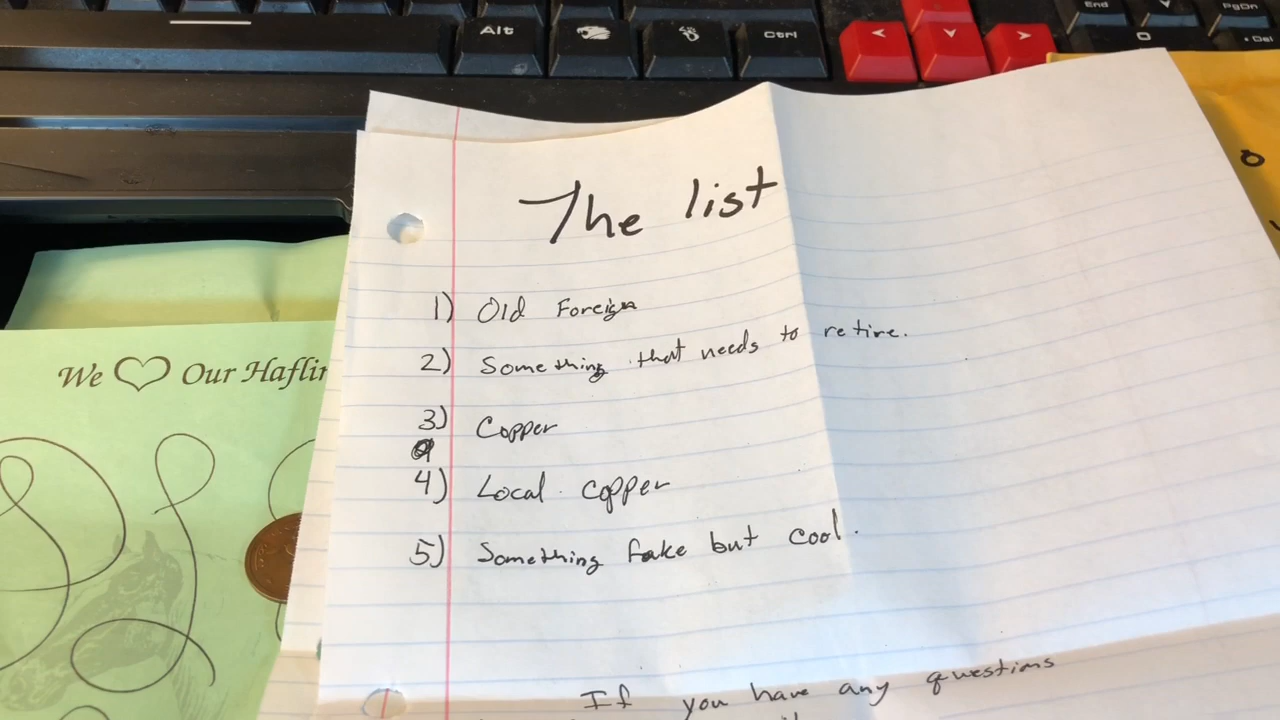 End
PgDn
Alt
Ctrl
0
. Del
The list
1) Old Foreign
2) Something that needs to retire.
3) Copper
4) Local copper
5) Something fake but cool.
We Our Haflin
If you have any questions